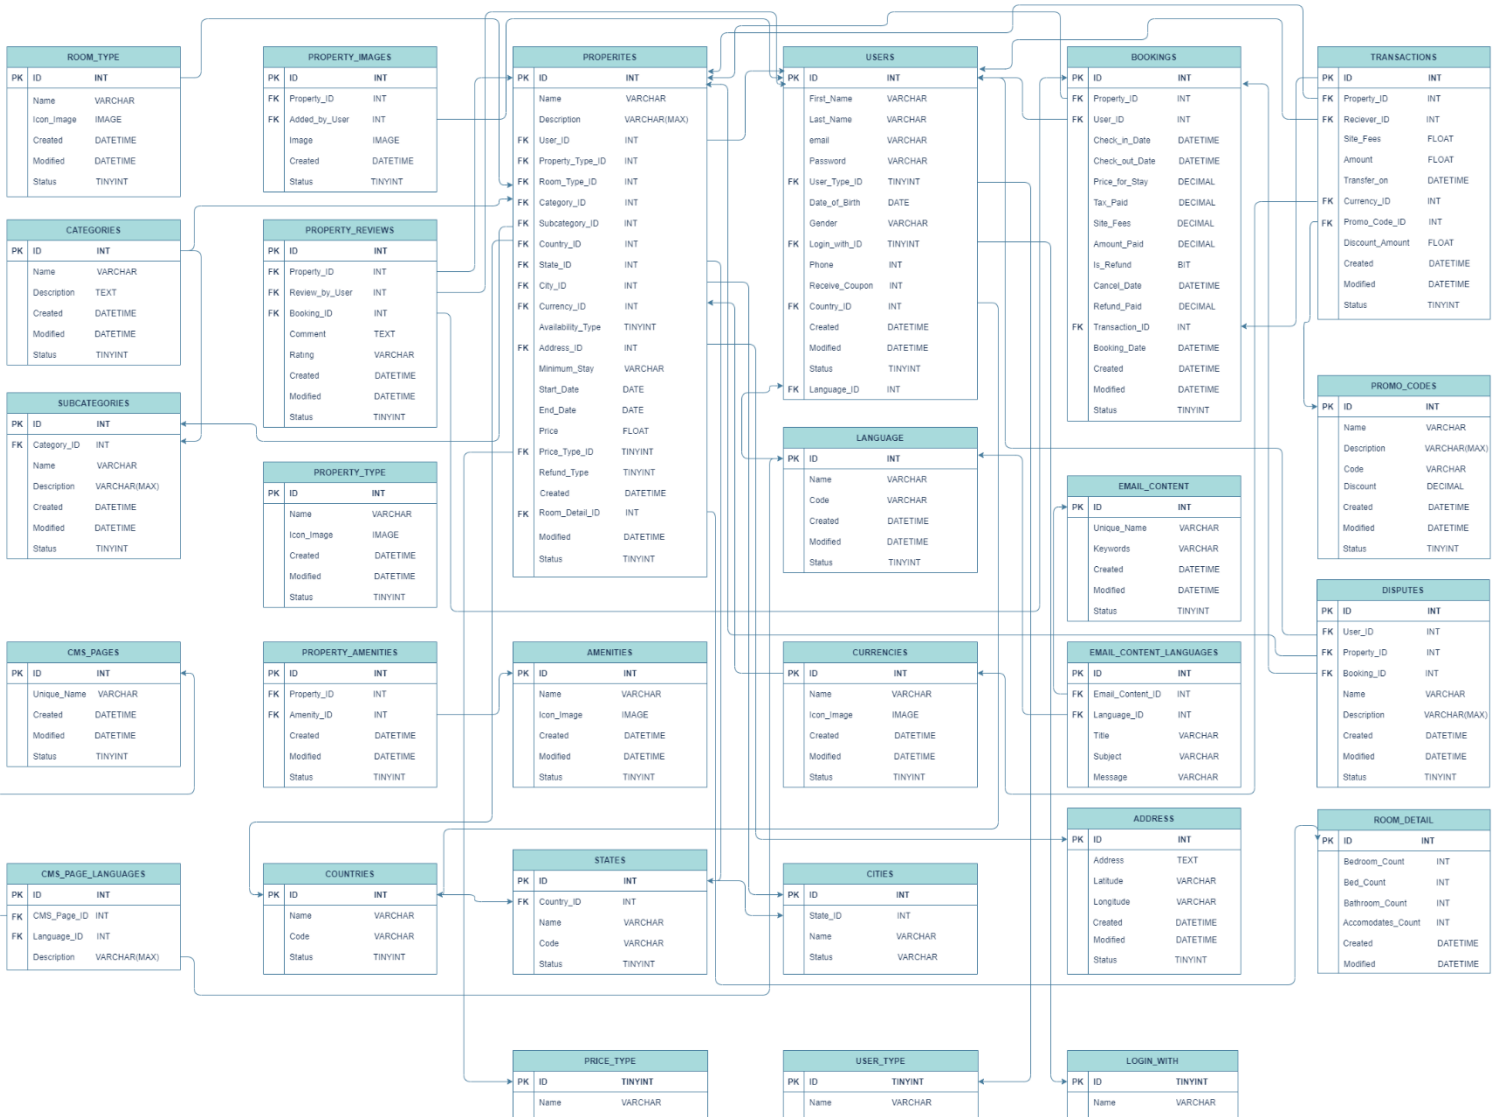 ROOM_TYPE
PK ID INT
Name VARCHAR
Icon_Image IMAGE
Created DATETIME
Modified DATETIME
Status TINYINT
PROPERTY_IMAGES
PK ID INT
FK Property_ID INT
FK Added_by_User INT
Image IMAGE
Created DATETIME
Status TINYINT
PROPERITES
PK ID INT
Name VARCHAR
Description VARCHAR(MAX)
FK User_ID INT
FK Property_Type_ID INT
FK Room_Type_ID INT
FK Category_ID INT
FK Subcategory_ID INT
FK Country_ID INT
FK State_ID INT
FK City_ID INT
FK Currency_ID INT
Availability_Type TINYINT
FK Address_ID INT
Minimum_Stay VARCHAR
Start_Date DATE
End_Date DATE
Price FLOAT
FK Price_Type_ID TINYINT
Refund_Type TINYINT
Created DATETIME
FK Room_Detail_ID INT
Modified DATETIME
Status TINYINT
USERS
PK ID INT
First_Name VARCHAR
Last_Name VARCHAR
email VARCHAR
Password VARCHAR
FK User_Type_ID TINYINT
Date_of_Birth DATE
Gender VARCHAR
FK Login_with_ID TINYINT
Phone INT
Receive_Coupon INT
FK Country_ID INT
Created DATETIME
Modified DATETIME
Status TINYINT
FK Language_ID INT
BOOKINGS
PK ID INT
FK Property_ID INT
FK User_ID INT
Check_in_Date DATETIME
Check_out_Date DATETIME
Price_for_Stay DECIMAL
Tax_Paid DECIMAL
Site_Fees DECIMAL
Amount_Paid DECIMAL
Is_Refund BIT
Cancel_Date DATETIME
Refund_Paid DECIMAL
FK Transaction_ID INT
Booking_Date DATETIME
Created DATETIME
Modified DATETIME
Status TINYINT
TRANSACTIONS
PK ID INT
FK Property_ID INT
FK Reciever_ID INT
Site_Fees FLOAT
Amount FLOAT
Transfer_on DATETIME
FK Currency_ID INT
FK Promo_Code_ID INT
Discount_Amount FLOAT
Created DATETIME
Modified DATETIME
Status TINYINT
CATEGORIES
PK ID INT
Name VARCHAR
Description TEXT
Created DATETIME
Modified DATETIME
Status TINYINT
PROPERTY_REVIEWS
PK ID INT
FK Property_ID INT
FK Review_by_User INT
FK Booking_ID INT
Comment TEXT
Rating VARCHAR
Created DATETIME
Modified DATETIME
Status TINYINT
SUBCATEGORIES
PK ID INT
FK Category_ID INT
Name VARCHAR
Description VARCHAR(MAX)
Created DATETIME
Modified DATETIME
Status TINYINT
PROPERTY_TYPE
PK ID INT
Name VARCHAR
Icon_Image IMAGE
Created DATETIME
Modified DATETIME
Status TINYINT
LANGUAGE
PK ID INT
Name VARCHAR
Code VARCHAR
Created DATETIME
Modified DATETIME
Status TINYINT
EMAIL_CONTENT
PK ID INT
Unique_Name VARCHAR
Keywords VARCHAR
Created DATETIME
Modified DATETIME
Status TINYINT
PROMO_CODES
PK ID INT
Name VARCHAR
Description VARCHAR(MAX)
Code VARCHAR
Discount DECIMAL
Created DATETIME
Modified DATETIME
Status TINYINT
DISPUTES
PK ID INT
FK User_ID INT
FK Property_ID INT
FK Booking_ID INT
Name VARCHAR
Description VARCHAR(MAX)
Created DATETIME
Modified DATETIME
Status TINYINT
CMS_PAGES
PK ID INT
Unique_Name VARCHAR
Created DATETIME
Modified DATETIME
Status TINYINT
PROPERTY_AMENITIES
PK ID INT
FK Property_ID INT
FK Amenity_ID INT
Created DATETIME
Modified DATETIME
Status TINYINT
AMENITIES
PK ID INT
Name VARCHAR
Icon_Image IMAGE
Created DATETIME
Modified DATETIME
Status TINYINT
CURRENCIES
PK ID INT
Name VARCHAR
Icon_Image IMAGE
Created DATETIME
Modified DATETIME
Status TINYINT
EMAIL_CONTENT_LANGUAGES
PK ID INT
FK Email_Content_ID INT
FK Language_ID INT
Title VARCHAR
Subject VARCHAR
Message VARCHAR
ADDRESS
PK ID INT
Address TEXT
Latitude VARCHAR
Longitude VARCHAR
Created DATETIME
Modified DATETIME
Status TINYINT
ROOM_DETAIL
PK ID INT
Bedroom_Count INT
Bed_Count INT
Bathroom_Count INT
Accomodates_Count INT
Created DATETIME
Modified DATETIME
CMS_PAGE_LANGUAGES
PK ID INT
FK CMS_Page_ID INT
FK Language_ID INT
Description VARCHAR(MAX)
COUNTRIES
PK ID INT
Name VARCHAR
Code VARCHAR
Status TINYINT
STATES
PK ID INT
FK Country_ID INT
Name VARCHAR
Code VARCHAR
Status TINYINT
CITIES
PK ID INT
State_ID INT
Name VARCHAR
Status VARCHAR
PRICE_TYPE
PK ID TINYINT
Name VARCHAR
USER_TYPE
PK ID TINYINT
Name VARCHAR
LOGIN_WITH
PK ID TINYINT
Name VARCHAR